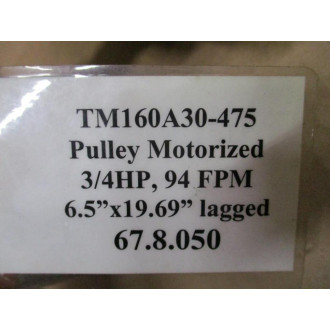 TM160A30-475
Pulley Motorized
3/4HP, 94 FPM
6.5”x19.69” lagged
67.8.050